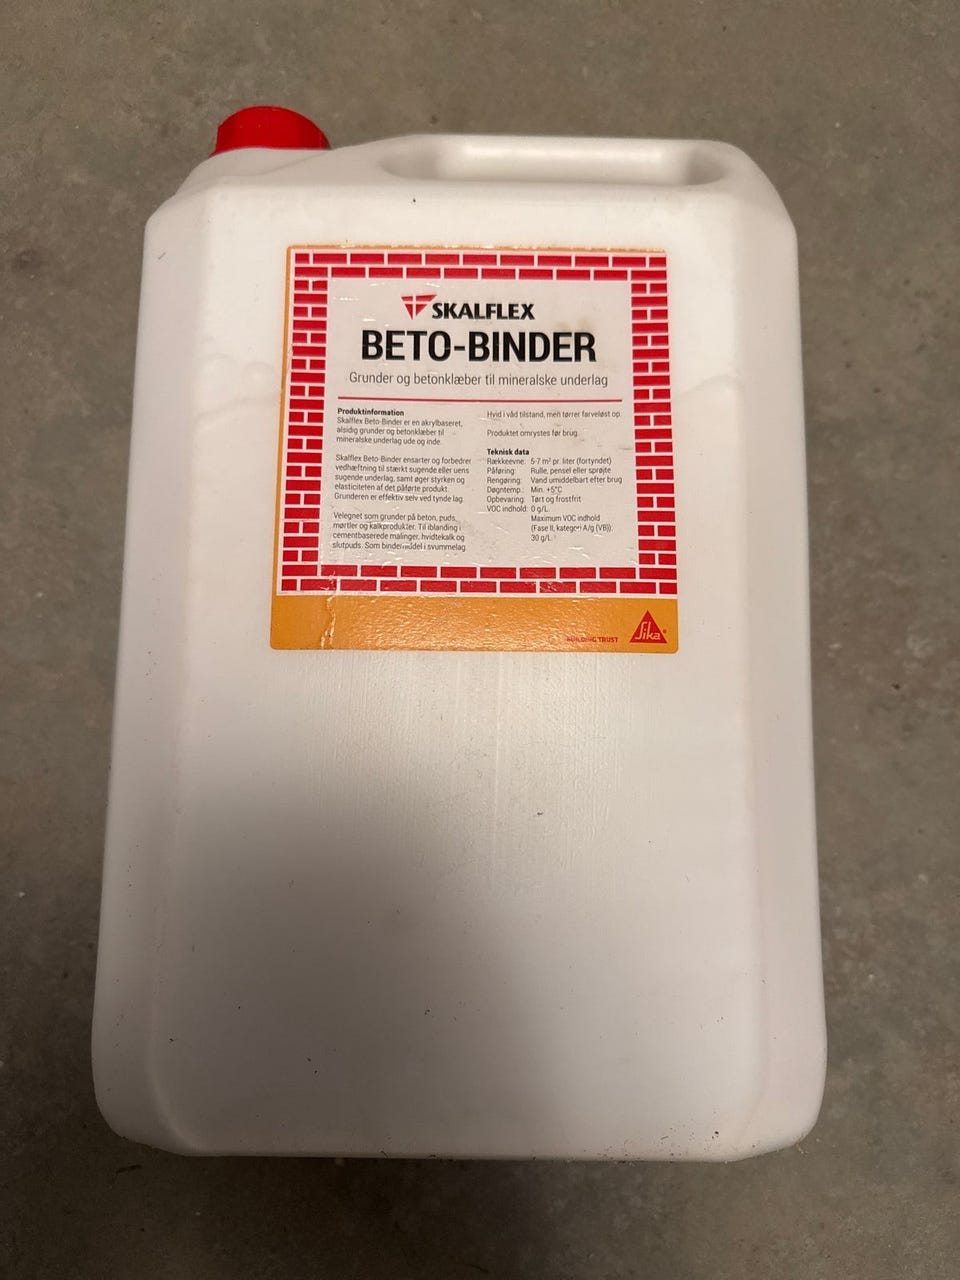 SKALFLEX
BETO-BINDER
Grunder og betonklæber til mineralske underlag
Produktinformation
Skalflex Beto-Binder er en akrylbaseret,
alsidig grunder og betonklæber til
mineralske underlag ude og inde.
Skalflex Beto-Binder ensarter og forbedrer
vedhæftning til stærkt sugende eller uens
sugende underlag, samt øger styrken og
elasticiteten af det påførte produkt.
Grunderen er effektiv selv ved tynde lag.
Velegnet som grunder på beton, puds,
mørtler og kalkprodukter. Til iblanding i
cementbaserede malinger, hvidtekalk og
slutpuds. Som bindemiddel i svummelag
Hvid i våd tilstand, men tørrer farveløst op.
Produktet omrystes før brug.
Teknisk data
Rækkeevne: 5-7 m² pr. liter (fortyndet)
Påføring: Rulle, pensel eller sprøjte
Rengøring: Vand umiddelbart efter brug
Døgntemp.: Min. +5°C
Opbevaring: Tørt og frostfrit
VOC indhold: 0 g/L.
Maximum VOC indhold
(Fase II, kategori A/g (VB)):
30 g/L.
BUILDING TRUST
Sika®